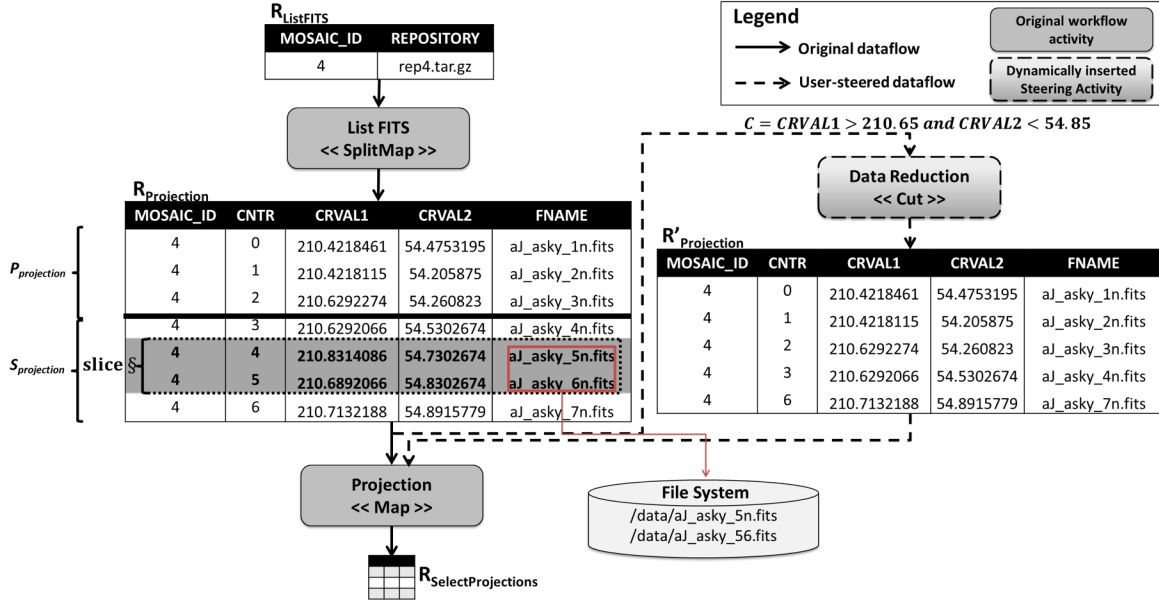 R_ListFITS
MOSAIC_ID REPOSITORY
4 rep4.tar.gz
List FITS
<< SplitMap >>
Legend
Original dataflow
User-steered dataflow
Original workflow
activity
Dynamically inserted
Steering Activity
C = CRVAL1 > 210.65 and CRVAL2 < 54.85
Data Reduction
<< Cut >>
R_Projection
MOSAIC_ID CNTR CRVAL1 CRVAL2 FNAME
4 0 210.4218461 54.4753195 aJ_asky_1n.fits
4 1 210.4218115 54.205875 aJ_asky_2n.fits
4 2 210.6292274 54.260823 aJ_asky_3n.fits
4 3 210.6292066 54.5302674 aJ_asky_4n.fits
4 4 210.8314086 54.7302674 aJ_asky_5n.fits
4 5 210.6892066 54.8302674 aJ_asky_6n.fits
4 6 210.7132188 54.8915779 aJ_asky_7n.fits
P_projection
S_projection
slice §
R'_Projection
MOSAIC_ID CNTR CRVAL1 CRVAL2 FNAME
4 0 210.4218461 54.4753195 aJ_asky_1n.fits
4 1 210.4218115 54.205875 aJ_asky_2n.fits
4 2 210.6292274 54.260823 aJ_asky_3n.fits
4 3 210.6292066 54.5302674 aJ_asky_4n.fits
4 6 210.7132188 54.8915779 aJ_asky_7n.fits
Projection
<< Map >>
File System
/data/aJ_asky_5n.fits
/data/aJ_asky_56.fits
R_SelectProjections